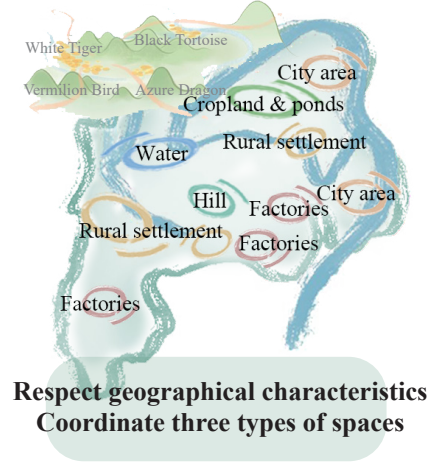 White Tiger
Black Tortoise
Vermilion Bird
Azure Dragon
City area
Cropland & ponds
Rural settlement
Water
City area
Hill
Factories
Rural settlement
Factories
Factories
Respect geographical characteristics
Coordinate three types of spaces